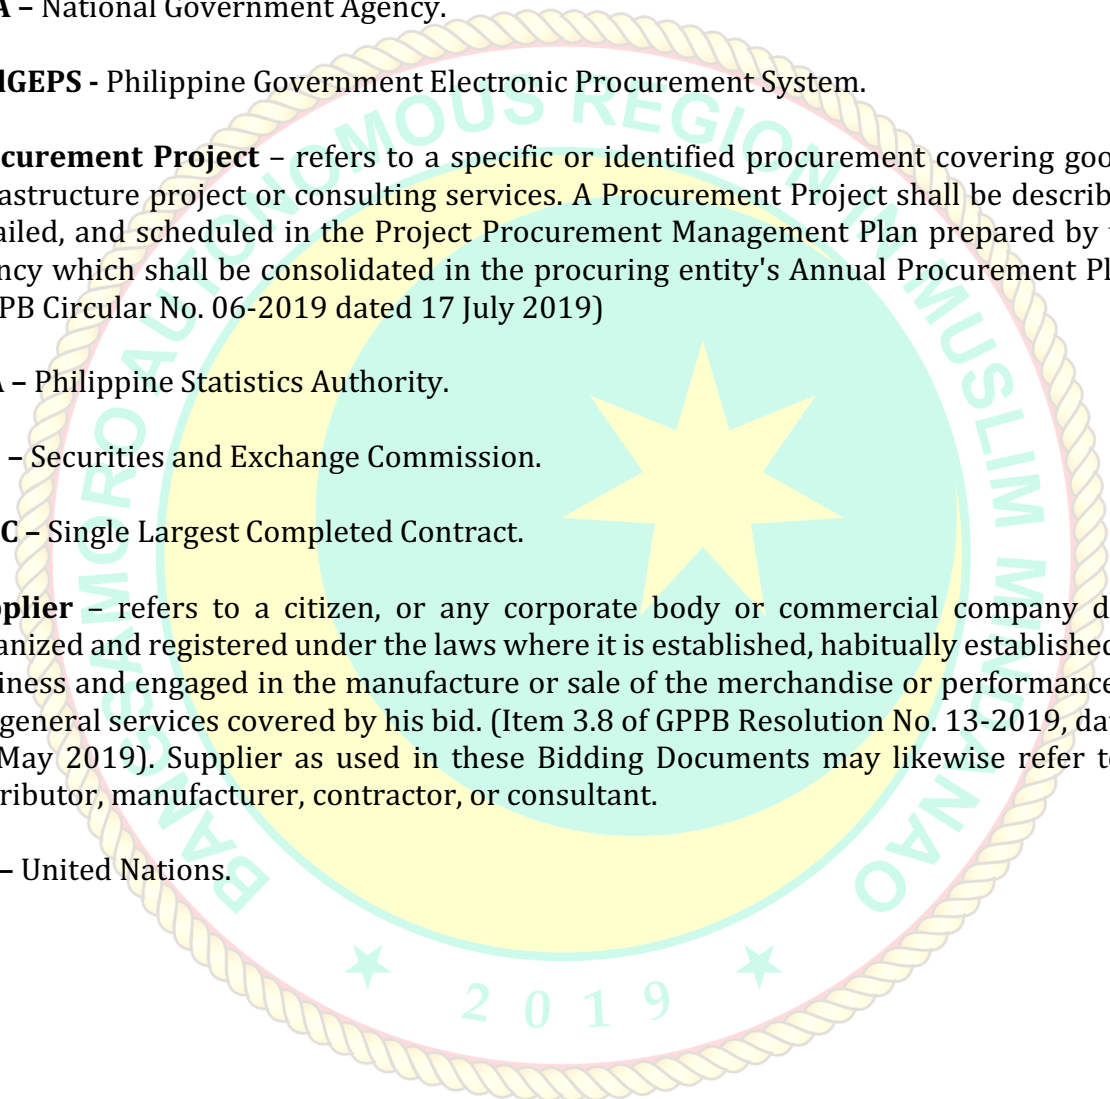 A – National Government Agency.
lGEPS - Philippine Government Electronic Procurement System.
curement Project – refers to a specific or identified procurement covering goo
astructure project or consulting services. A Procurement Project shall be describ
ailed, and scheduled in the Project Procurement Management Plan prepared by
ncy which shall be consolidated in the procuring entity's Annual Procurement Pl
PB Circular No. 06-2019 dated 17 July 2019)
– Philippine Statistics Authority.
– Securities and Exchange Commission.
C – Single Largest Completed Contract.
plier – refers to a citizen, or any corporate body or commercial company d
anized and registered under the laws where it is established, habitually established
iness and engaged in the manufacture or sale of the merchandise or performance
general services covered by his bid. (Item 3.8 of GPPB Resolution No. 13-2019, da
May 2019). Supplier as used in these Bidding Documents may likewise refer t
ributor, manufacturer, contractor, or consultant.
– United Nations.
BANGSAMORO AUTONOMOUS REGION IN MUSLIM MINDANAO
2019